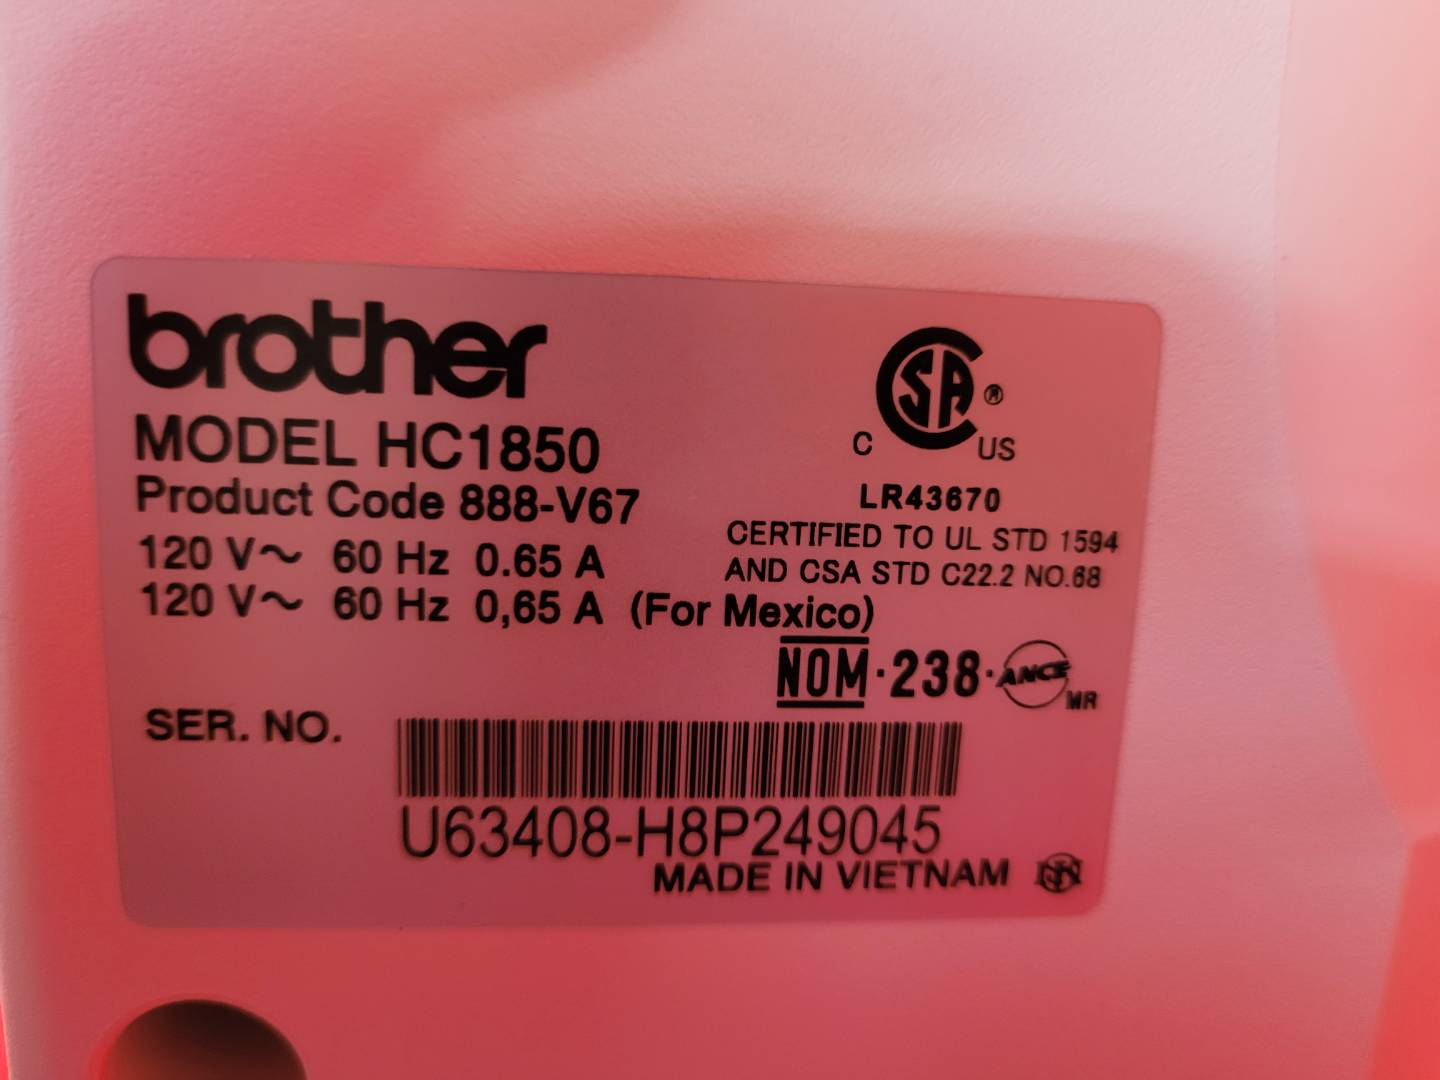 brother
MODEL HC1850
Product Code 888-V67
120 V~ 60 Hz 0.65 A
120 V~ 60 Hz 0,65 A (For Mexico)
SA ®
C US
LR43670
CERTIFIED TO UL STD 1594
AND CSA STD C22.2 NO.68
NOM·238·ANCE
MR
SER. NO.
U63408-H8P249045
MADE IN VIETNAM